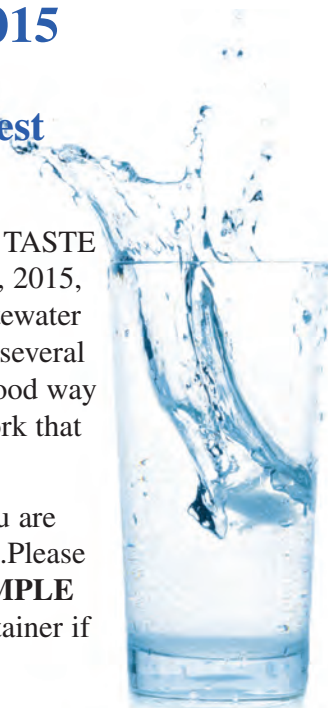 015
est
TASTE
, 2015,
ewater
several
ood way
rk that
u are
.Please
MPLE
tainer if